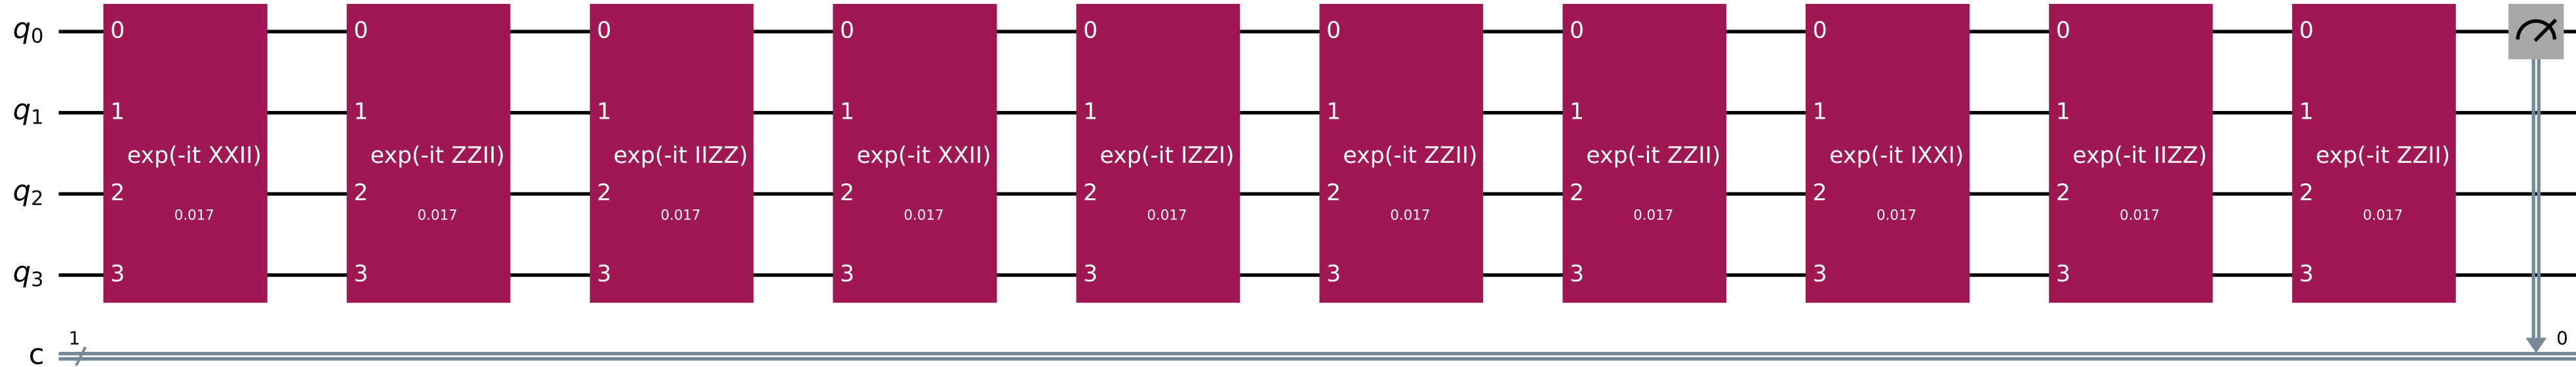 q0 0 0 0 0 0 0 0 0 0 0
q1 1 1 1 1 1 1 1 1 1 1
exp(-it XXII) exp(-it ZZII) exp(-it IIZZ) exp(-it XXII) exp(-it IZZI) exp(-it ZZII) exp(-it ZZII) exp(-it IXXI) exp(-it IIZZ) exp(-it ZZII)
q2 2 2 2 2 2 2 2 2 2 2
0.017 0.017 0.017 0.017 0.017 0.017 0.017 0.017 0.017 0.017
q3 3 3 3 3 3 3 3 3 3 3
1 0
c